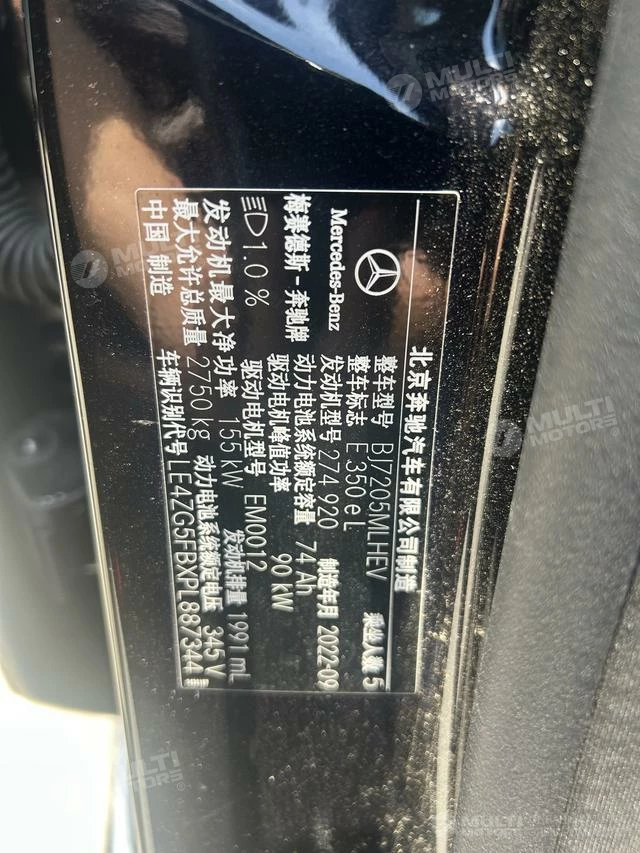 北京奔驰汽车有限公司制造
整车型号 BJ7205MLHEV 乘坐人数 5
整车标志 E 350 e L
Mercedes-Benz 发动机型号 274 920 制造年月 2022-09
动力电池系统额定容量 74 Ah
梅赛德斯-奔驰牌 驱动电机峰值功率 90 kW
1.0 % 驱动电机型号 EM0012
发动机最大净功率 155 kW 发动机排量 1991 mL
最大允许总质量 2750 kg 动力电池系统额定电压 345 V
中国 制造 车辆识别代号 LE4ZG5FBXPL887344
MULTI
MOTORS
MULTI
MOTORS
MULTI
MOTORS
MULTI
MOTORS